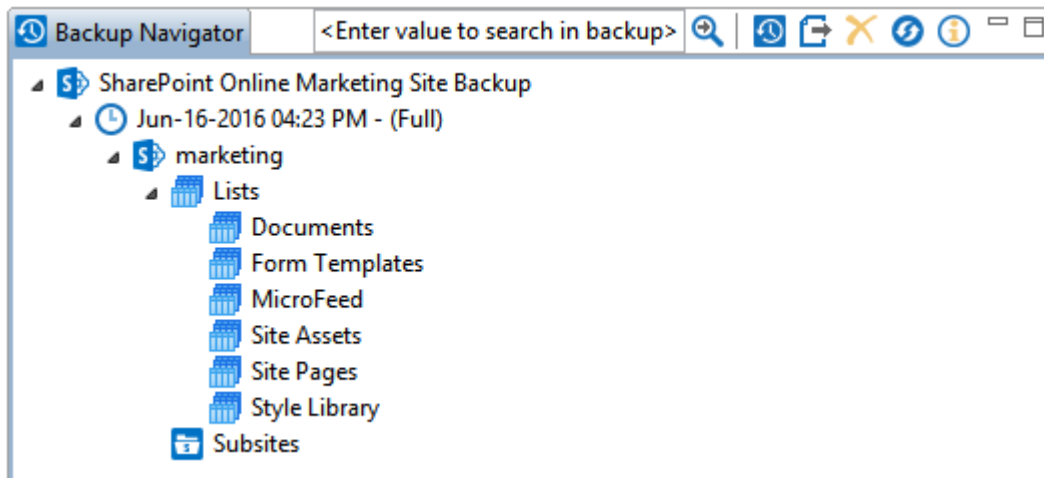 Backup Navigator <Enter value to search in backup>
SharePoint Online Marketing Site Backup
Jun-16-2016 04:23 PM - (Full)
marketing
Lists
Documents
Form Templates
MicroFeed
Site Assets
Site Pages
Style Library
Subsites